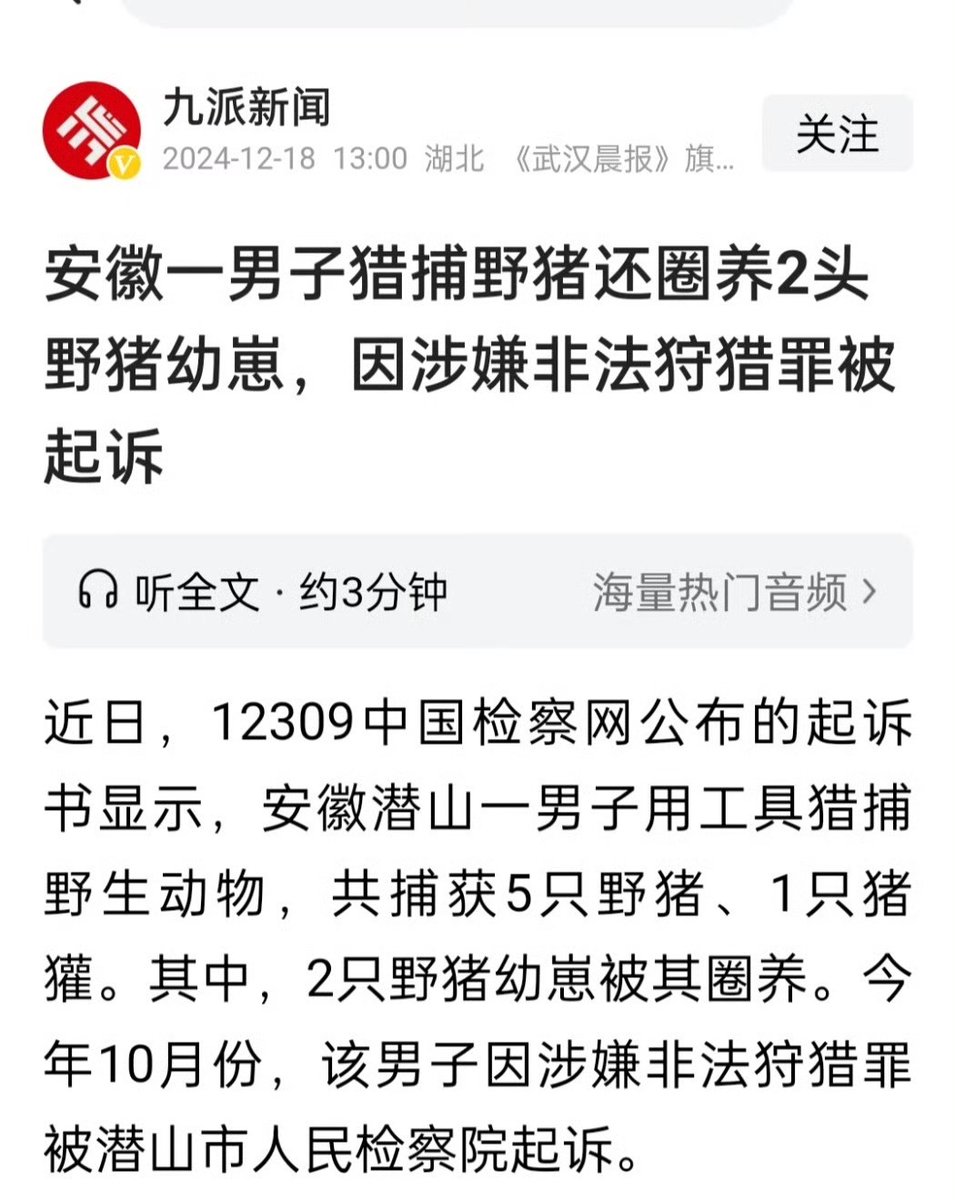 九派新闻
2024-12-18 13:00 湖北 《武汉晨报》旗...
关注
安徽一男子猎捕野猪还圈养2头
野猪幼崽，因涉嫌非法狩猎罪被
起诉
听全文·约3分钟
海量热门音频
近日，12309中国检察网公布的起诉
书显示，安徽潜山一男子用工具猎捕
野生动物，共捕获5只野猪、1只猪
獾。其中，2只野猪幼崽被其圈养。今
年10月份，该男子因涉嫌非法狩猎罪
被潜山市人民检察院起诉。